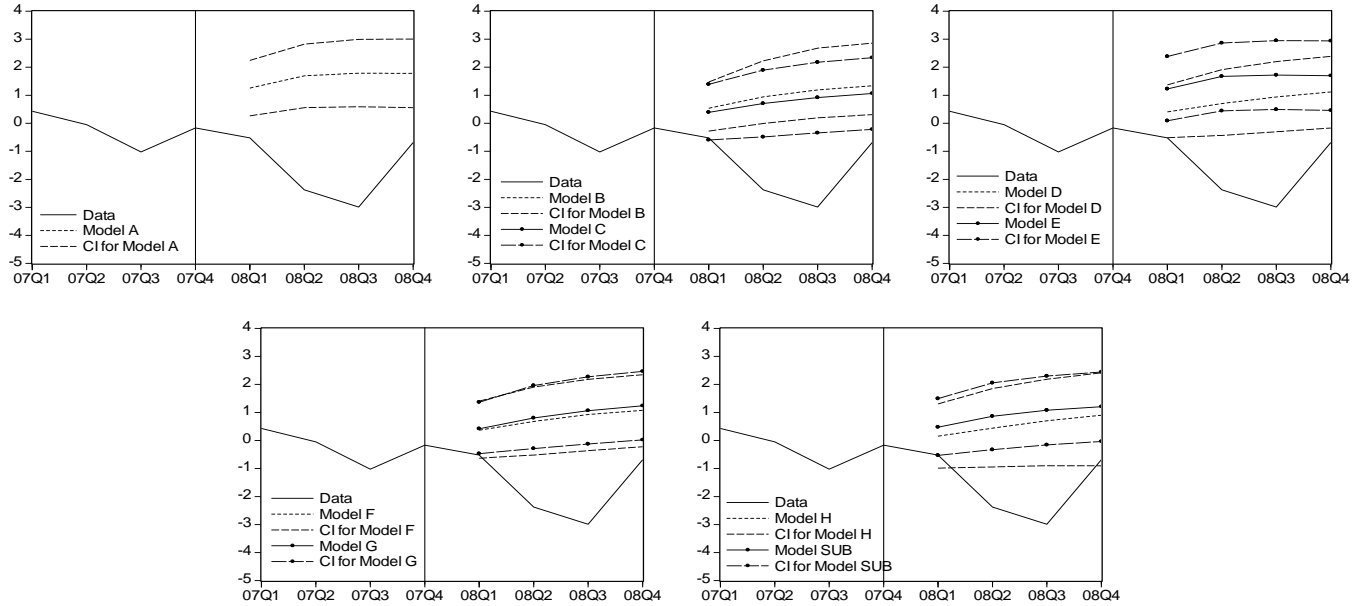 4
3
2
1
0
-1
-2
-3
-4
-5
Data
Model A
CI for Model A
07Q1 07Q2 07Q3 07Q4 08Q1 08Q2 08Q3 08Q4
4
3
2
1
0
-1
-2
-3
-4
-5
Data
Model B
CI for Model B
Model C
CI for Model C
07Q1 07Q2 07Q3 07Q4 08Q1 08Q2 08Q3 08Q4
4
3
2
1
0
-1
-2
-3
-4
-5
Data
Model D
CI for Model D
Model E
CI for Model E
07Q1 07Q2 07Q3 07Q4 08Q1 08Q2 08Q3 08Q4
4
3
2
1
0
-1
-2
-3
-4
-5
Data
Model F
CI for Model F
Model G
CI for Model G
07Q1 07Q2 07Q3 07Q4 08Q1 08Q2 08Q3 08Q4
4
3
2
1
0
-1
-2
-3
-4
-5
Data
Model H
CI for Model H
Model SUB
CI for Model SUB
07Q1 07Q2 07Q3 07Q4 08Q1 08Q2 08Q3 08Q4